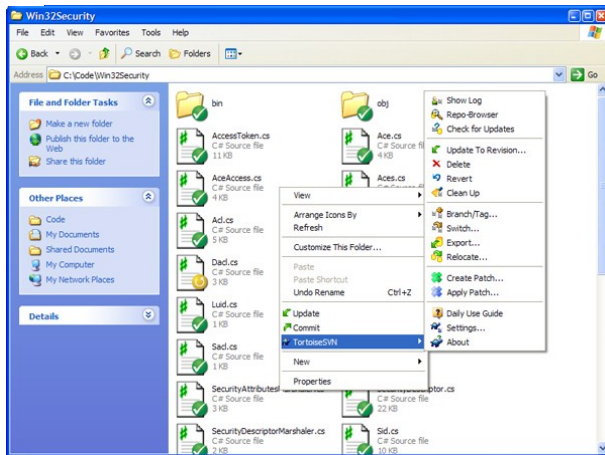 Win32Security
File Edit View Favorites Tools Help
Back Search Folders
Address C:\Code\Win32Security Go
File and Folder Tasks
Make a new folder
Publish this folder to the
Web
Share this folder
Other Places
Code
My Documents
Shared Documents
My Computer
My Network Places
Details
bin
obj
AccessToken.cs
C# Source file
11 KB
Ace.cs
C# Source fi
4 KB
AceAccess.cs
C# Source file
4 KB
Aces.cs
Ad.cs
C# Source file
5 KB
Dad.cs
C# Source file
3 KB
Luid.cs
C# Source file
1 KB
Sad.cs
C# Source file
1 KB
SecurityAttributes
C# Source file
3 KB
C# Source file
22 KB
SecurityDescriptorMarshaler.cs
C# Source file
2 KB
Sid.cs
C# Source file
10 KB
View
Arrange Icons By
Refresh
Customize This Folder...
Paste
Paste Shortcut
Undo Rename Ctrl+Z
Update
Commit
TortoiseSVN
New
Properties
Show Log
Repo-Browser
Check for Updates
Update To Revision...
Delete
Revert
Clean Up
Branch/Tag...
Switch...
Export...
Relocate...
Create Patch...
Apply Patch...
Daily Use Guide
Settings...
About